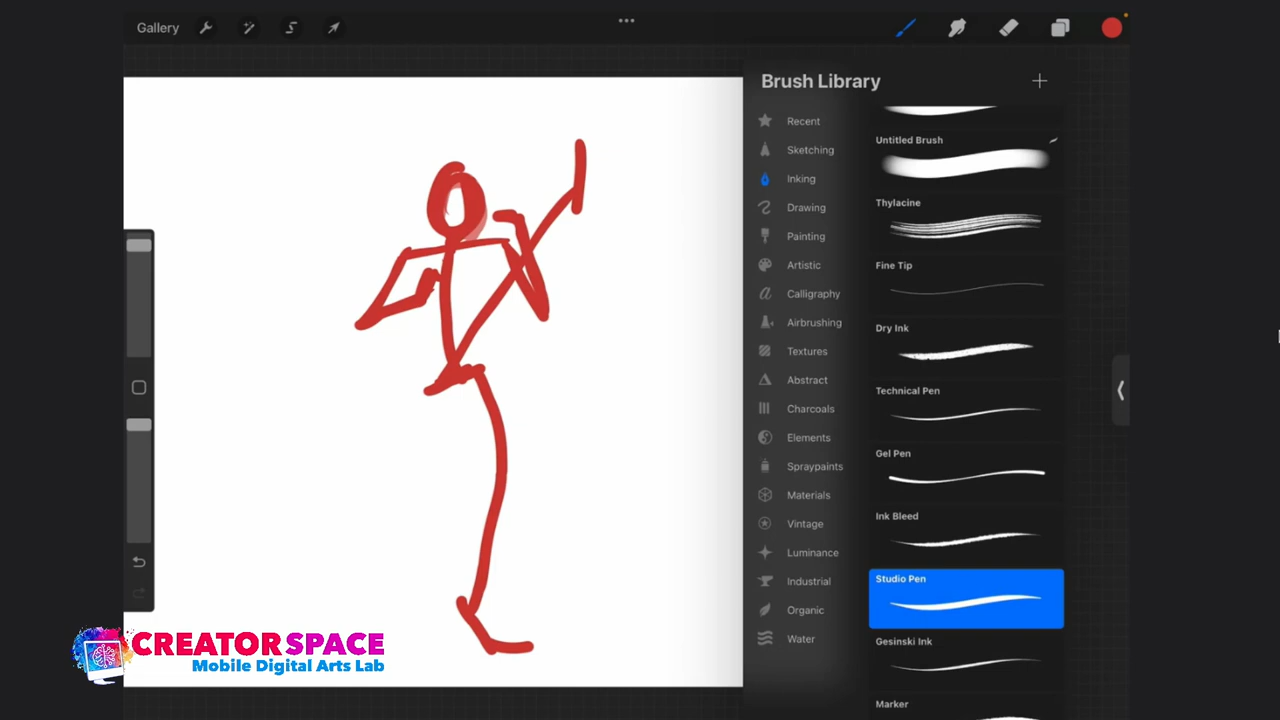 Gallery
Brush Library
Recent
Sketching
Inking
Drawing
Painting
Artistic
Calligraphy
Airbrushing
Textures
Abstract
Charcoals
Elements
Spraypaints
Materials
Vintage
Luminance
Industrial
Organic
Water
Untitled Brush
Thylacine
Fine Tip
Dry Ink
Technical Pen
Gel Pen
Ink Bleed
Studio Pen
Gesinski Ink
Marker
CREATOR SPACE
Mobile Digital Arts Lab